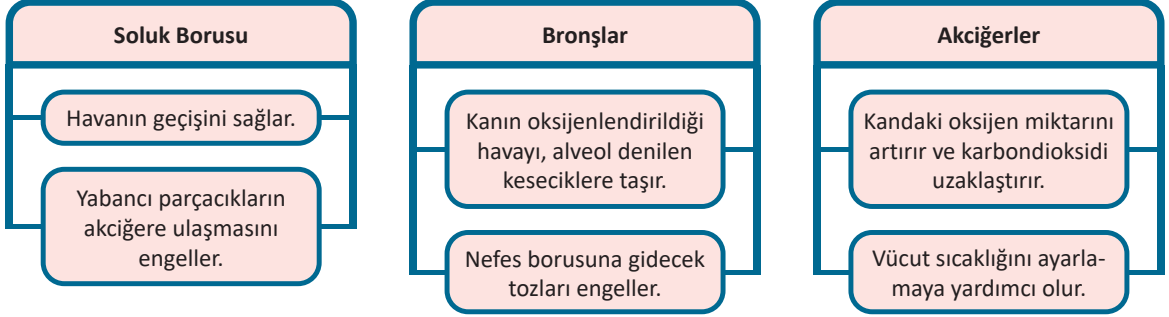 Soluk Borusu
Havanın geçişini sağlar.
Yabancı parçacıkların
akciğere ulaşmasını
engeller.
Bronşlar
Kanın oksijenlendirildiği
havayı, alveol denilen
keseciklere taşır.
Nefes borusuna gidecek
tozları engeller.
Akciğerler
Kandaki oksijen miktarını
artırır ve karbondioksidi
uzaklaştırır.
Vücut sıcaklığını ayarla-
maya yardımcı olur.